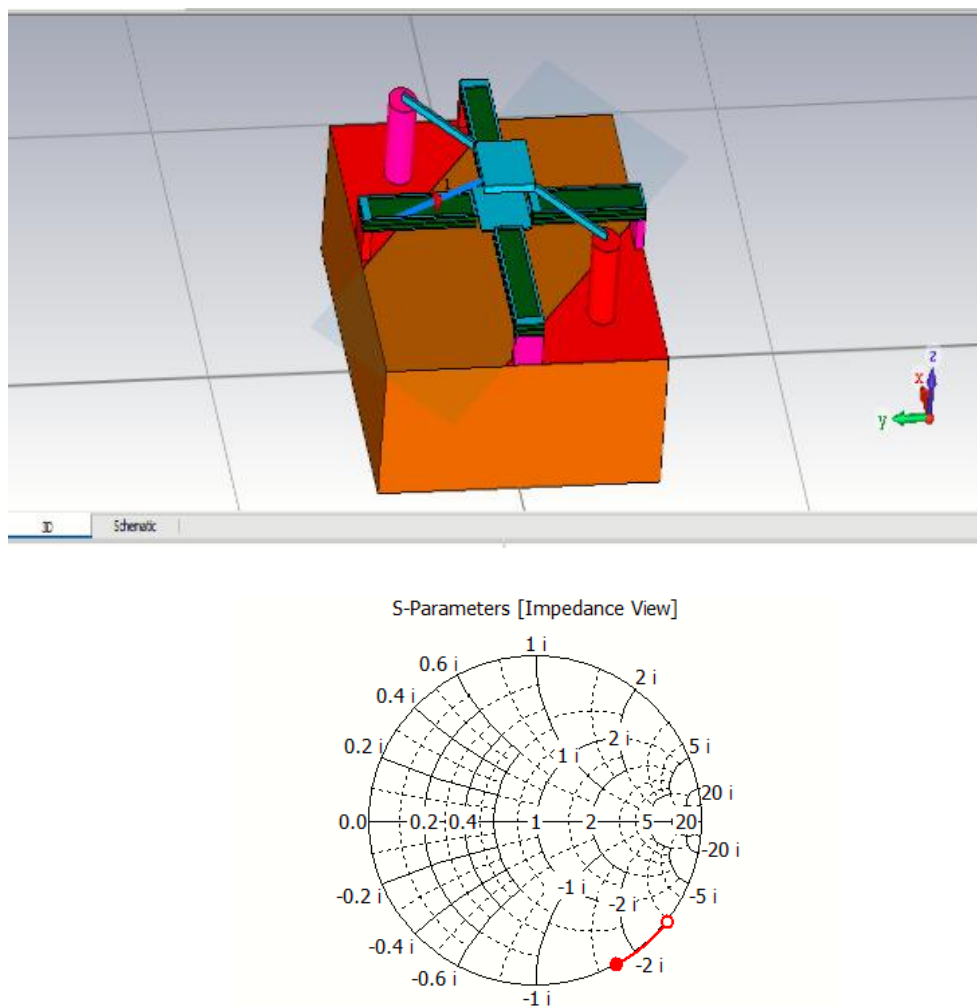 1
z
x
y
3D Schematic
S-Parameters [Impedance View]
1 i
0.6 i
2 i
0.4 i
2 i
1 i
5 i
0.2 i
20 i
0.0 0.2 0.4 1 2 5 20
-20 i
-0.2 i
-1 i
-5 i
-2 i
-0.4 i
-2 i
-0.6 i
-1 i